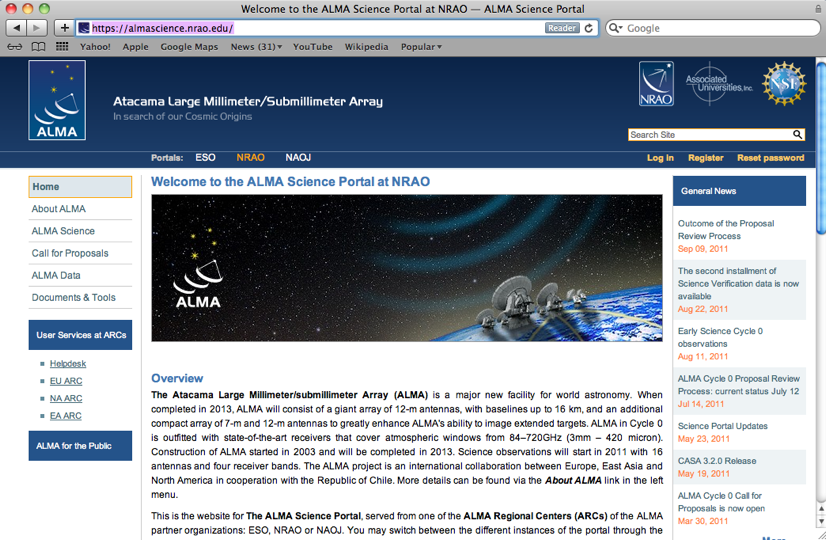 Welcome to the ALMA Science Portal at NRAO — ALMA Science Portal
https://almascience.nrao.edu/
Reader
Google
Yahoo!
Apple
Google Maps
News (31)
YouTube
Wikipedia
Popular
ALMA
Atacama Large Millimeter/Submillimeter Array
In search of our Cosmic Origins
NRAO
Associated
Universities, Inc.
NSF
Search Site
Portals: ESO NRAO NAOJ
Log in Register Reset password
Home
About ALMA
ALMA Science
Call for Proposals
ALMA Data
Documents & Tools
User Services at ARCs
Helpdesk
EU ARC
NA ARC
EA ARC
ALMA for the Public
Welcome to the ALMA Science Portal at NRAO
ALMA
Overview
The Atacama Large Millimeter/submillimeter Array (ALMA) is a major new facility for world astronomy. When
completed in 2013, ALMA will consist of a giant array of 12-m antennas, with baselines up to 16 km, and an additional
compact array of 7-m and 12-m antennas to greatly enhance ALMA's ability to image extended targets. ALMA in Cycle 0
is outfitted with state-of-the-art receivers that cover atmospheric windows from 84–720GHz (3mm – 420 micron).
Construction of ALMA started in 2003 and will be completed in 2013. Science observations will start in 2011 with 16
antennas and four receiver bands. The ALMA project is an international collaboration between Europe, East Asia and
North America in cooperation with the Republic of Chile. More details can be found via the About ALMA link in the left
menu.
This is the website for The ALMA Science Portal, served from one of the ALMA Regional Centers (ARCs) of the ALMA
partner organizations: ESO, NRAO or NAOJ. You may switch between the different instances of the portal through the
General News
Outcome of the Proposal
Review Process
Sep 09, 2011
The second installment of
Science Verification data is now
available
Aug 22, 2011
Early Science Cycle 0
observations
Aug 11, 2011
ALMA Cycle 0 Proposal Review
Process: current status July 12
Jul 14, 2011
Science Portal Updates
May 23, 2011
CASA 3.2.0 Release
May 19, 2011
ALMA Cycle 0 Call for
Proposals is now open
Mar 30, 2011